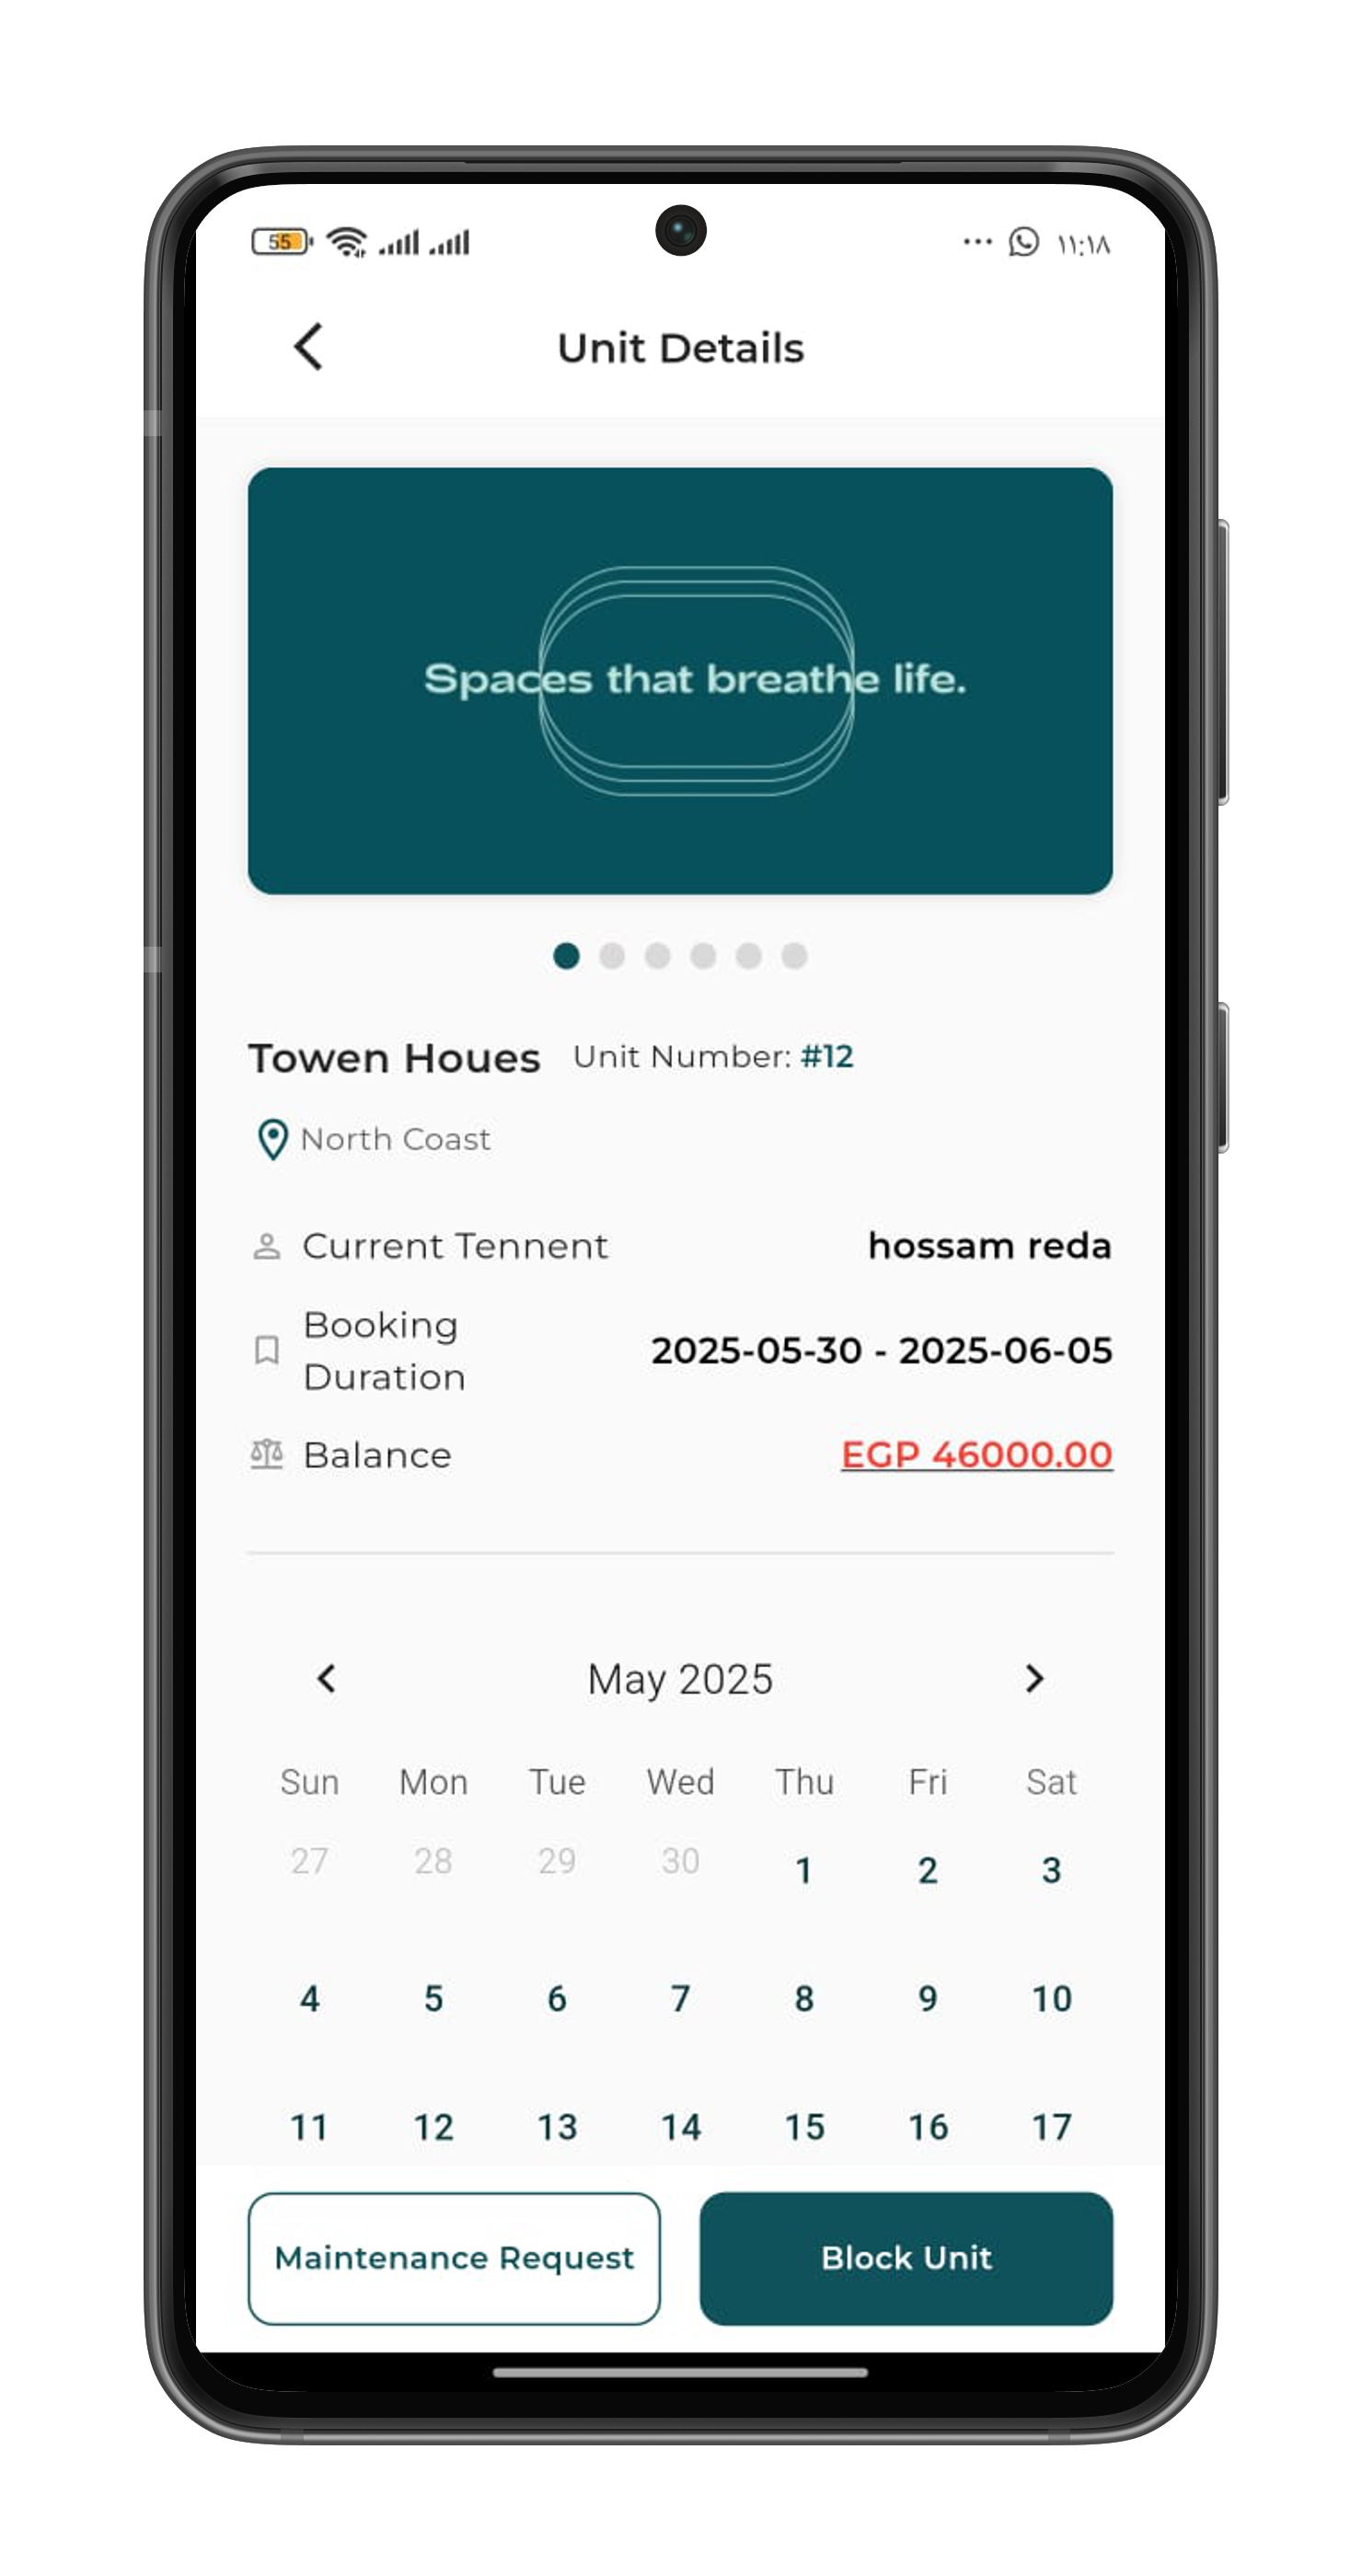 55 ... ١١:١٨
Unit Details
Spaces that breathe life.
Towen Houes Unit Number: #12
North Coast
Current Tennent hossam reda
Booking Duration 2025-05-30 - 2025-06-05
Balance EGP 46000.00
May 2025
Sun Mon Tue Wed Thu Fri Sat
27 28 29 30 1 2 3
4 5 6 7 8 9 10
11 12 13 14 15 16 17
Maintenance Request Block Unit